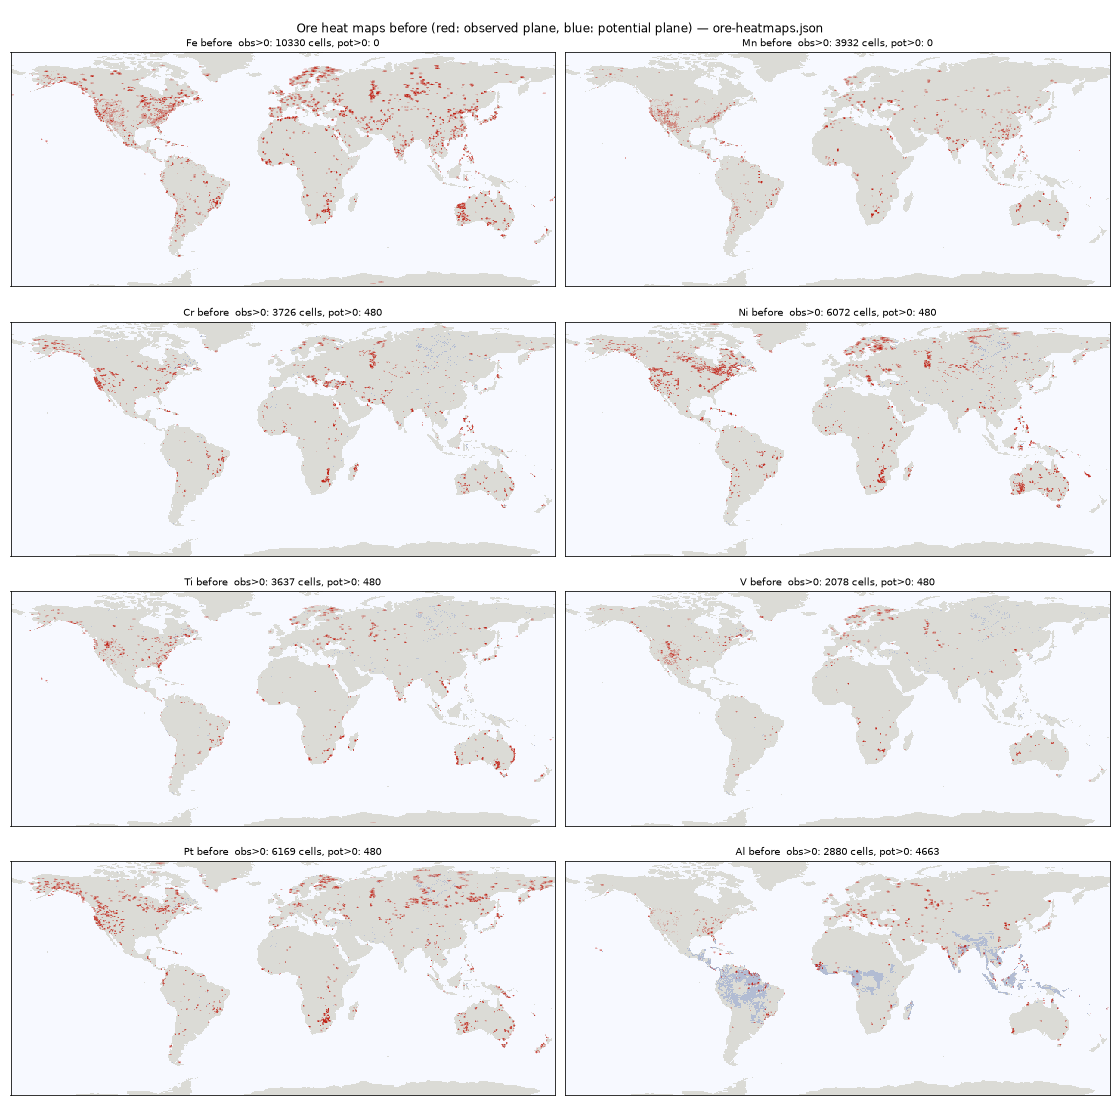 Ore heat maps before (red: observed plane, blue: potential plane) — ore-heatmaps.json
Fe before  obs>0: 10330 cells, pot>0: 0
Mn before  obs>0: 3932 cells, pot>0: 0
Cr before  obs>0: 3726 cells, pot>0: 480
Ni before  obs>0: 6072 cells, pot>0: 480
Ti before  obs>0: 3637 cells, pot>0: 480
V before  obs>0: 2078 cells, pot>0: 480
Pt before  obs>0: 6169 cells, pot>0: 480
Al before  obs>0: 2880 cells, pot>0: 4663